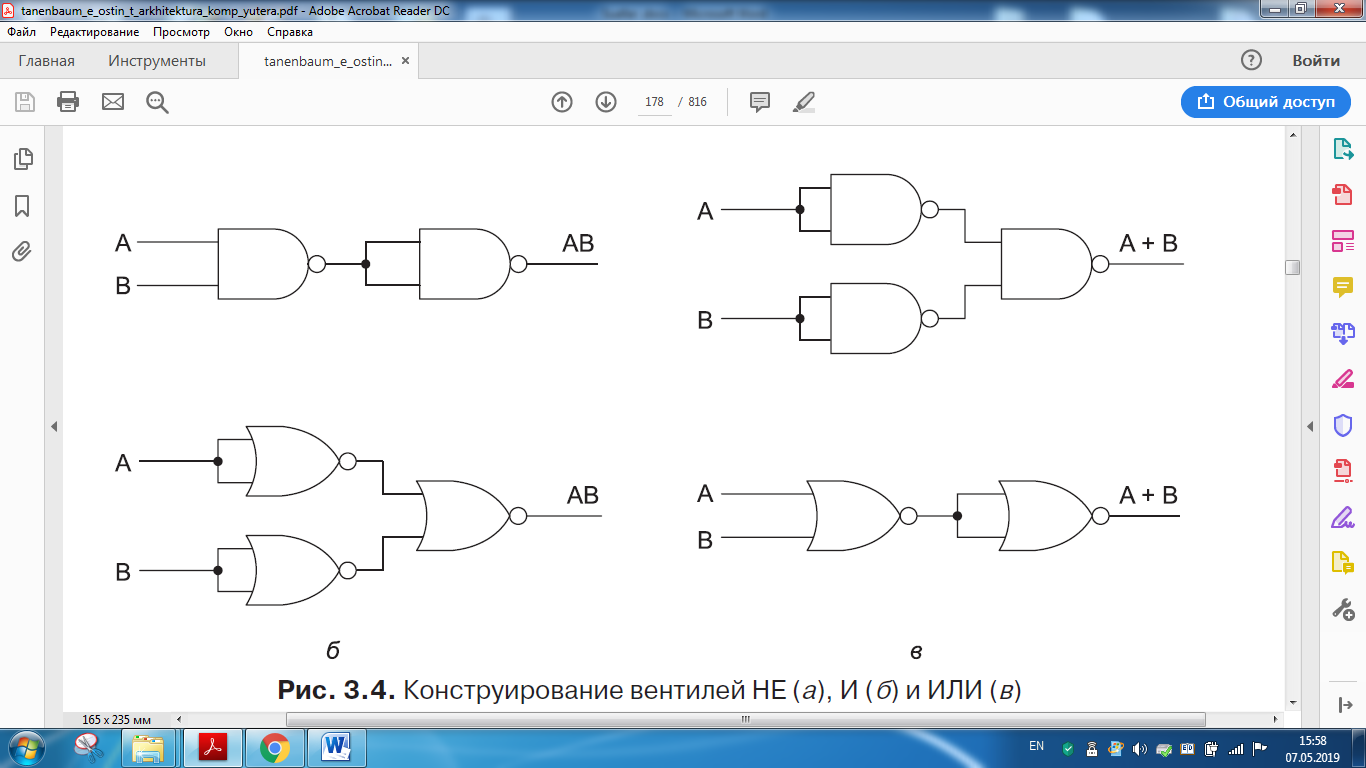 tanenbaum_e_ostin_t_arkhitektura_komp_yutera.pdf - Adobe Acrobat Reader DC
Файл Редактирование Просмотр Окно Справка
Главная Инструменты tanenbaum_e_ostin... × Войти
178 / 816 Общий доступ
A
B
AB
A
B
A + B
A
B
AB
A
B
A + B
б
в
Рис. 3.4. Конструирование вентилей НЕ (а), И (б) и ИЛИ (в)
165 x 235 мм
EN
15:58
07.05.2019